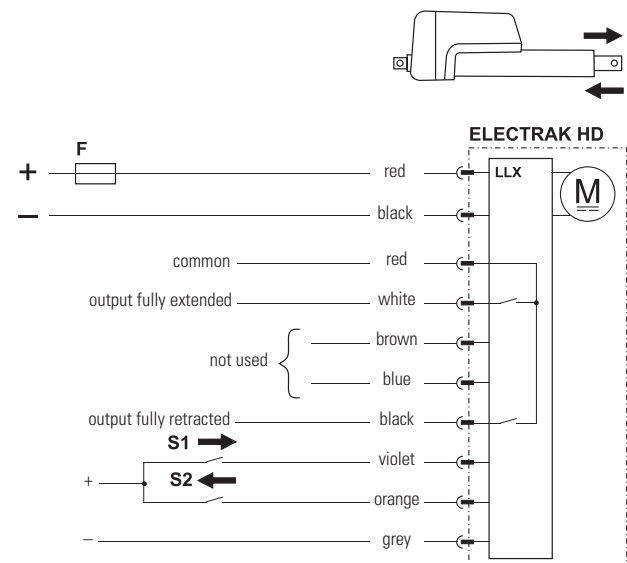 ELECTRAK HD
F
+ red LLX M
− black
common red
output fully extended white
not used brown
blue
output fully retracted black
S1 violet
+ S2
orange
− grey